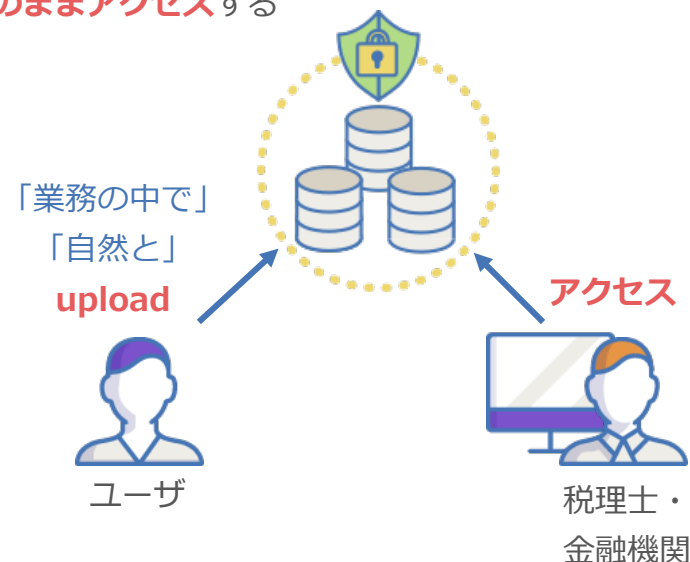 のままアクセスする
「業務の中で」
「自然と」
upload
アクセス
ユーザ
税理士・
金融機関